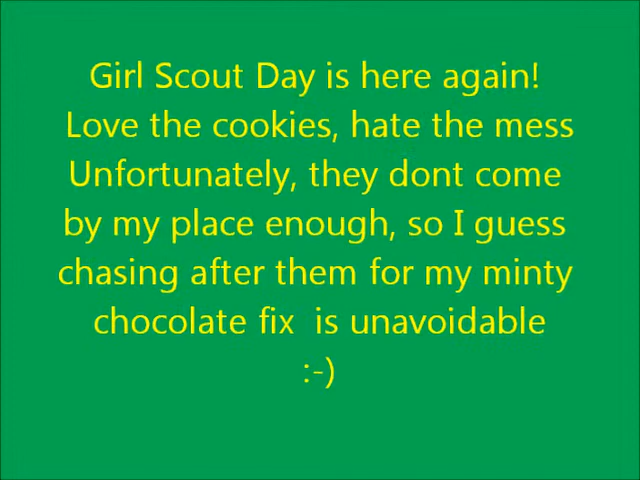 Girl Scout Day is here again!
Love the cookies, hate the mess
Unfortunately, they dont come
by my place enough, so I guess
chasing after them for my minty
chocolate fix  is unavoidable
:-)